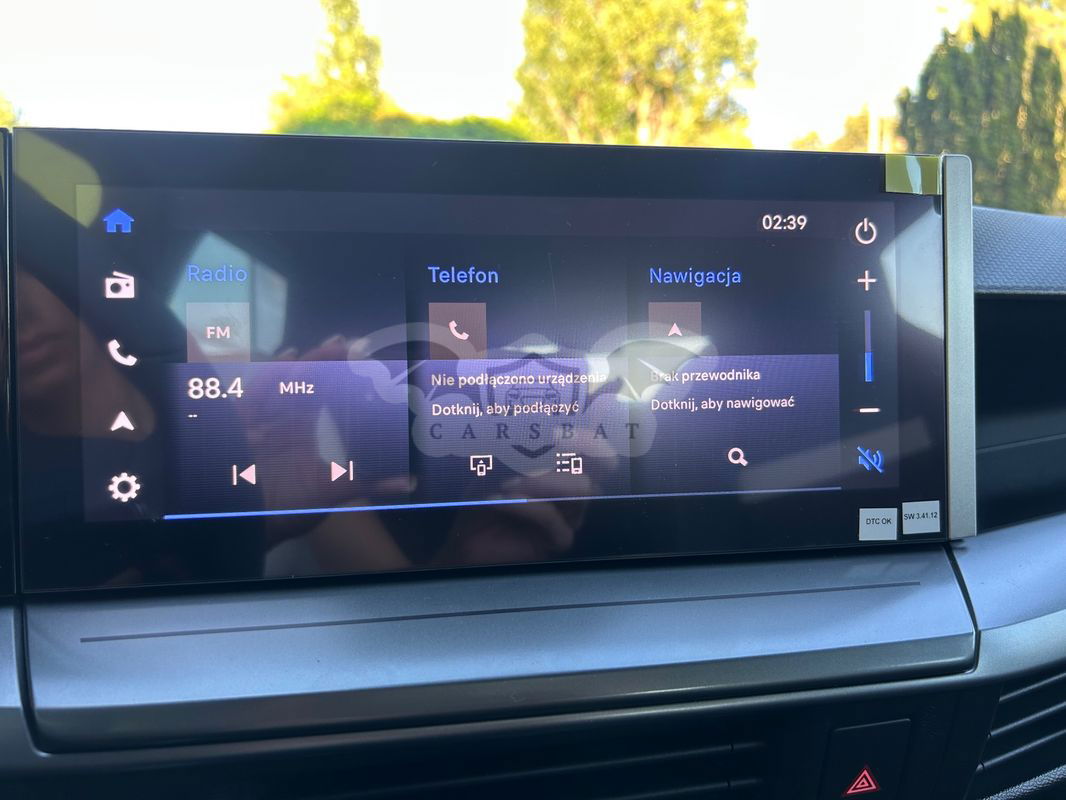 02:39
Radio
Telefon
Nawigacja
FM
88.4 MHz
--
Nie podłączono urządzenia
Dotknij, aby podłączyć
Brak przewodnika
Dotknij, aby nawigować
CARSBAT
DTC OK
SW 3.41.12